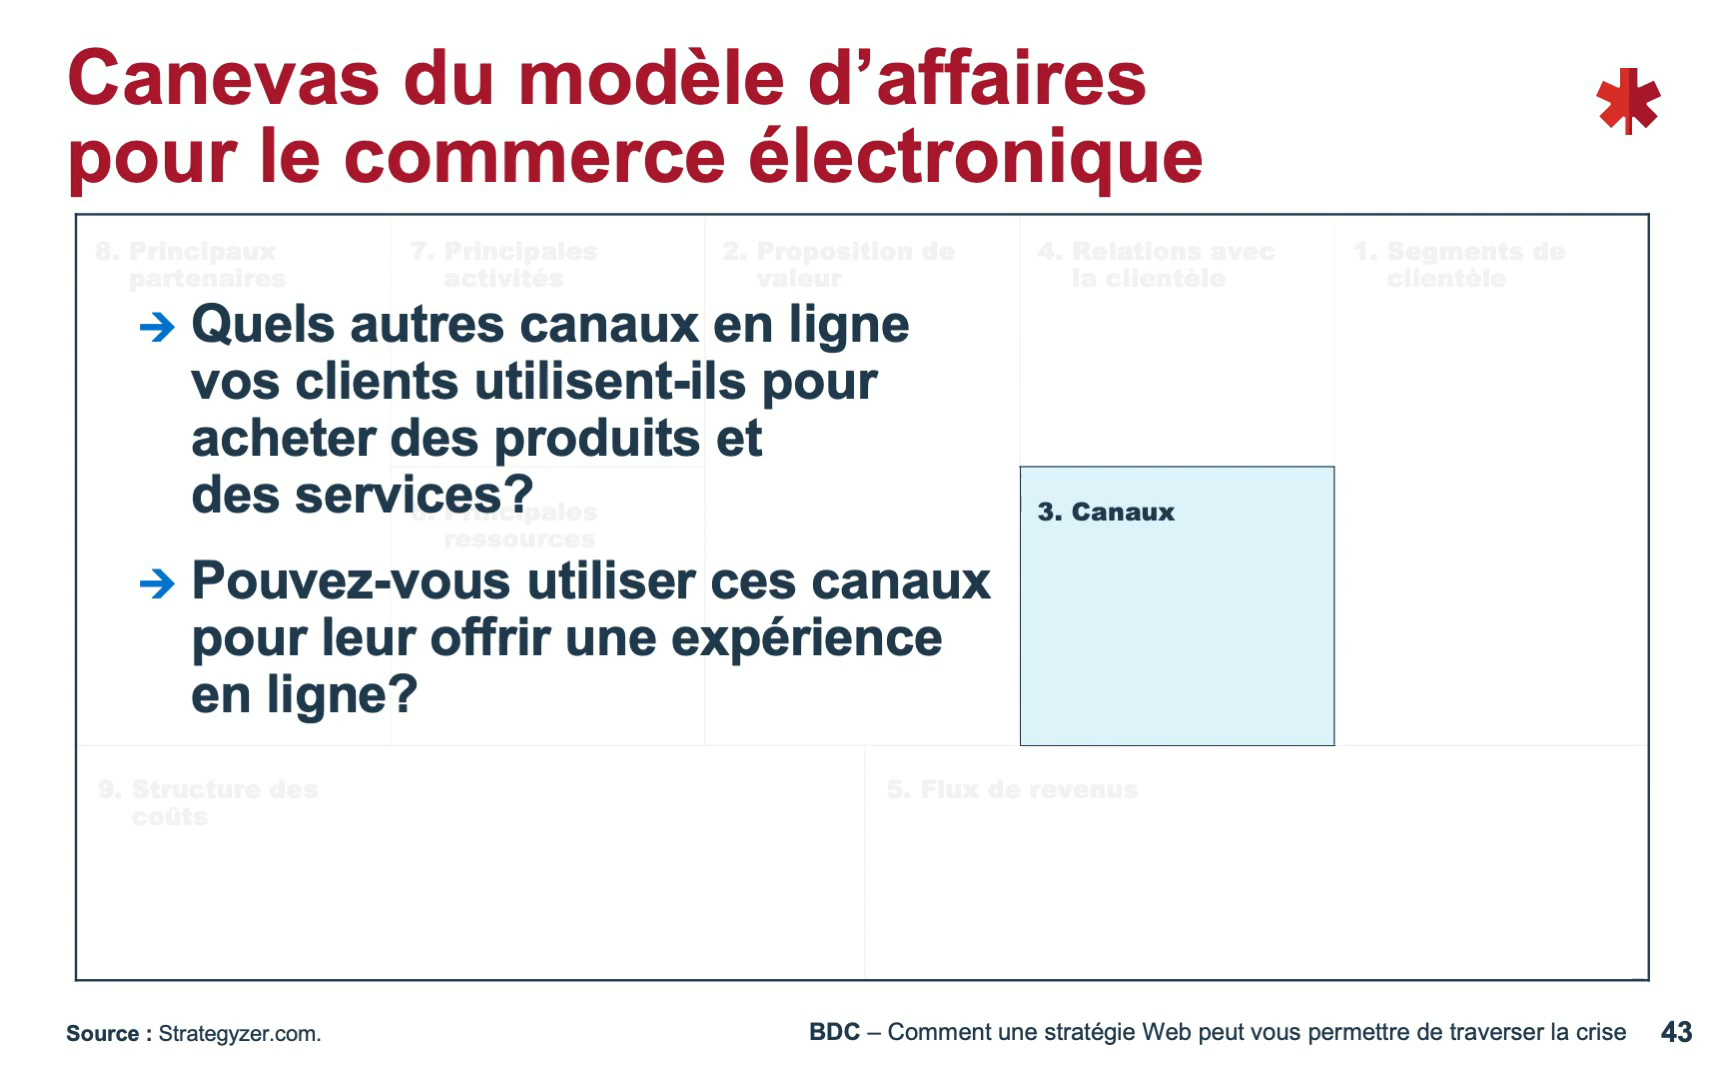 Canevas du modèle d’affaires
pour le commerce électronique
8. Principaux
partenaires
7. Principales
activités
2. Proposition de
valeur
4. Relations avec
la clientèle
1. Segments de
clientèle
→ Quels autres canaux en ligne
vos clients utilisent-ils pour
acheter des produits et
des services?
6. Principales
ressources
3. Canaux
→ Pouvez-vous utiliser ces canaux
pour leur offrir une expérience
en ligne?
9. Structure des
coûts
5. Flux de revenus
Source : Strategyzer.com.
BDC – Comment une stratégie Web peut vous permettre de traverser la crise 43